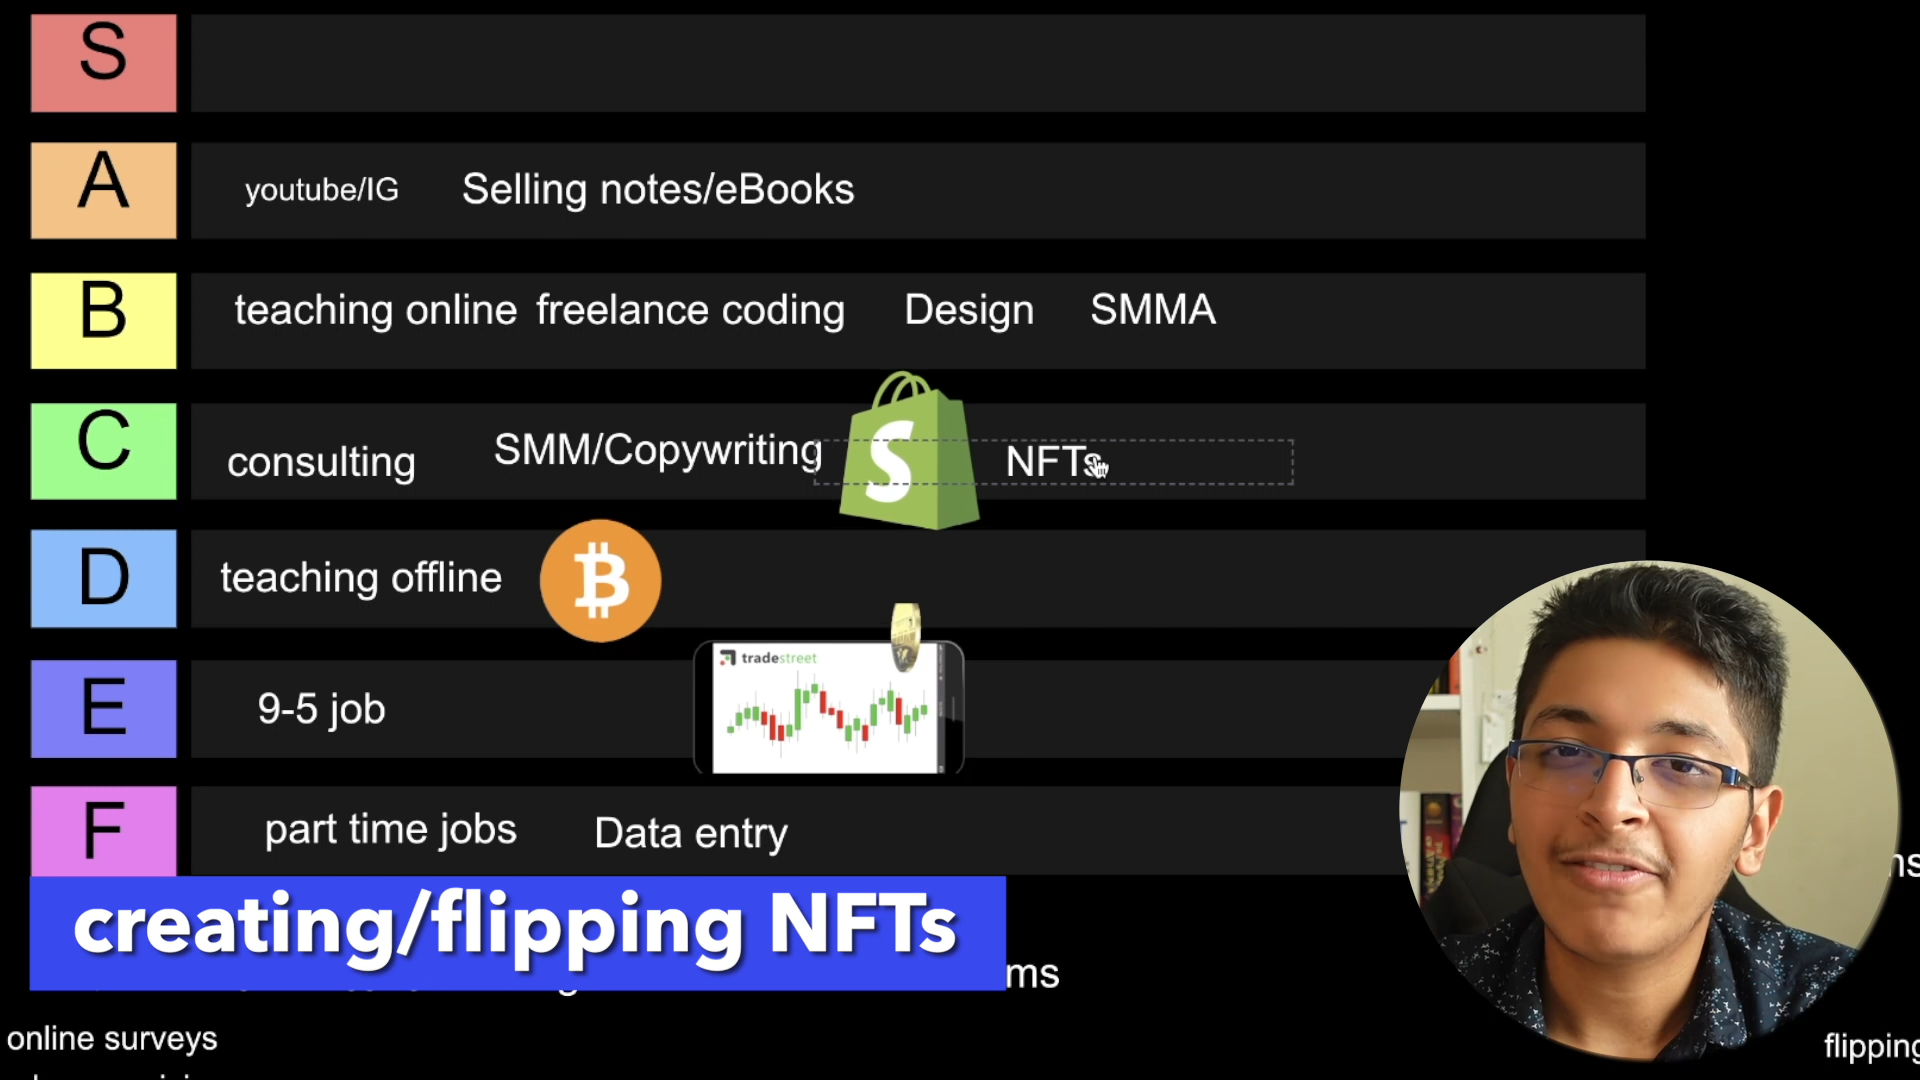 S
A
youtube/IG
Selling notes/eBooks
B
teaching online
freelance coding
Design
SMMA
C
consulting
SMM/Copywriting
S
NFTs
D
teaching offline
B
tradestreet
E
9-5 job
F
part time jobs
Data entry
creating/flipping NFTs
ms
online surveys
flipping